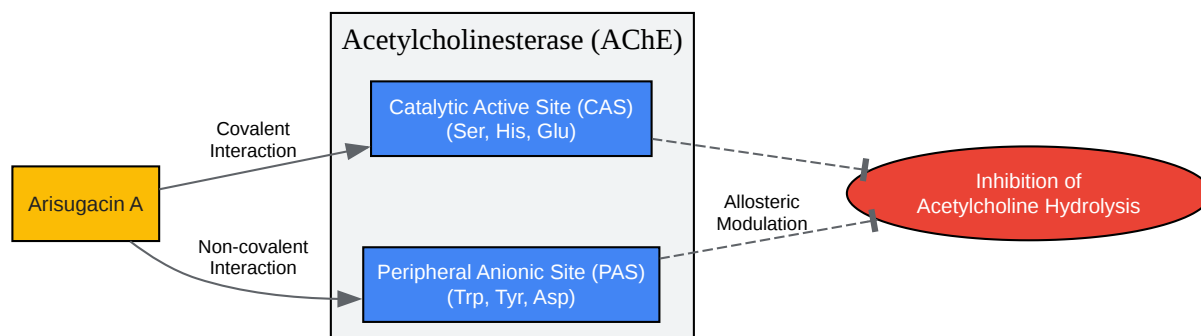 Acetylcholinesterase (AChE)
Catalytic Active Site (CAS)
(Ser, His, Glu)
Covalent
Interaction
Arisugacin A
Non-covalent
Interaction
Peripheral Anionic Site (PAS)
(Trp, Tyr, Asp)
Allosteric
Modulation
Inhibition of
Acetylcholine Hydrolysis